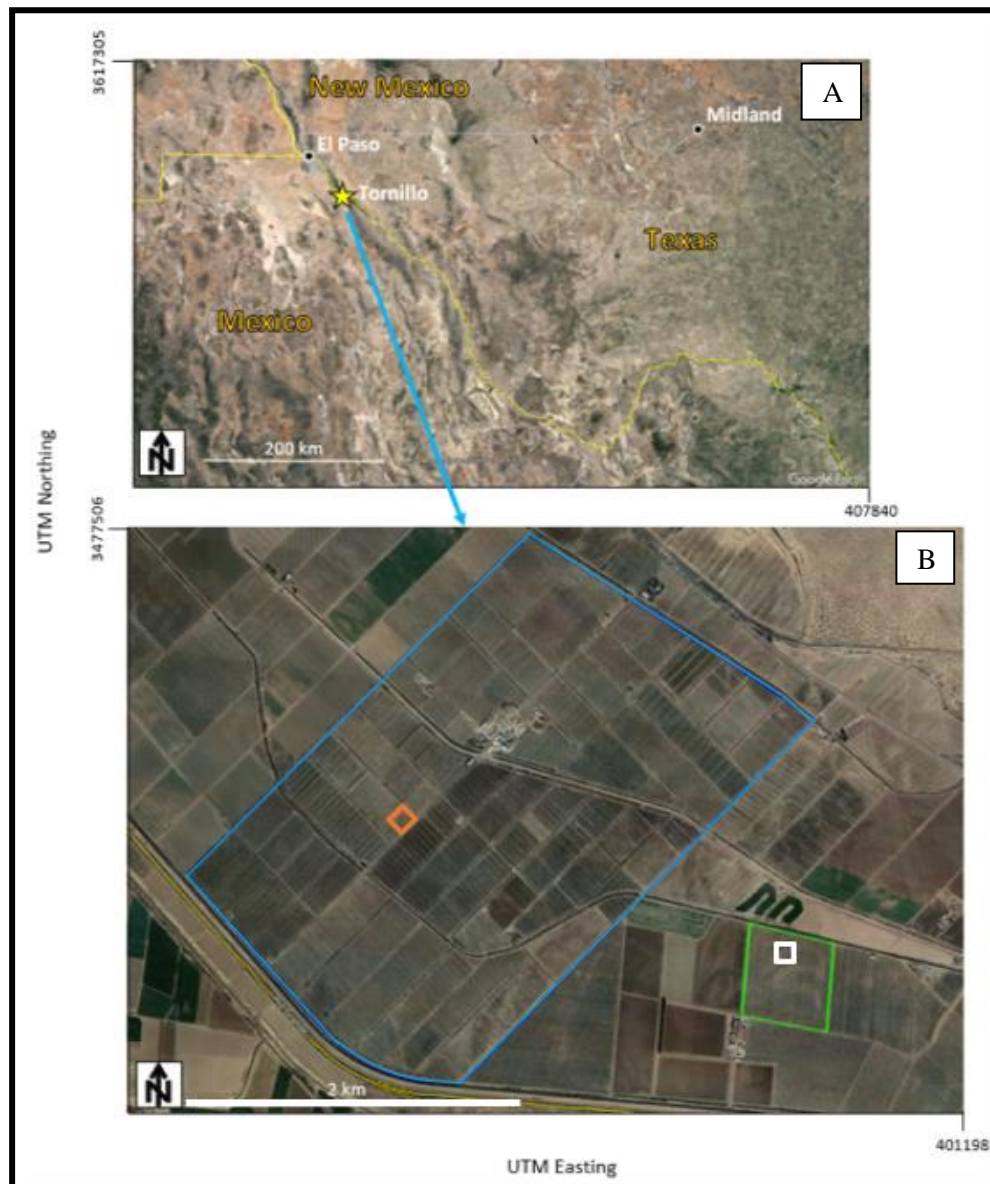 3617305
A
New Mexico
Midland
El Paso
Tornillo
Texas
Mexico
N
200 km
Google Earth
407840
UTM Northing
3477506
B
N
2 km
401198
UTM Easting